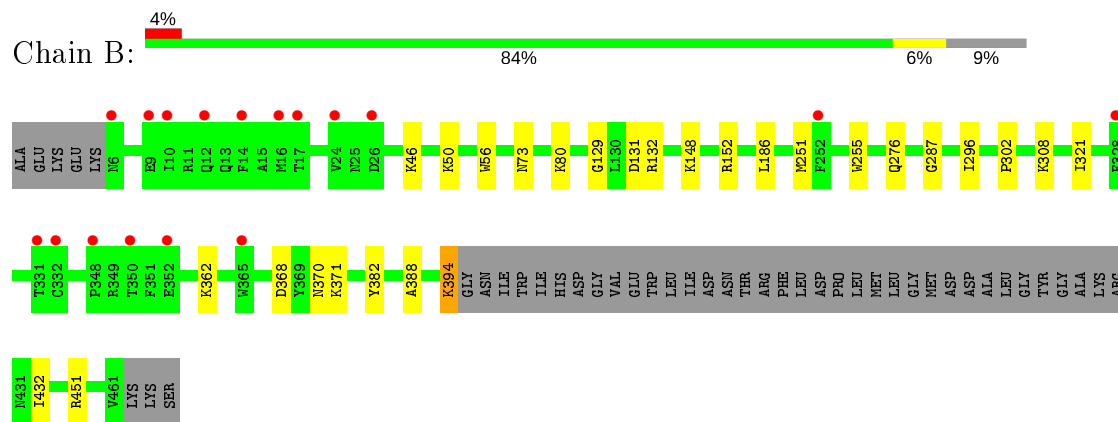 4%
Chain B:
84% 6% 9%
ALA GLU LYS GLU LYS N6 E9 I10 R11 Q12 Q13 F14 A15 M16 T17 V24 N25 D26 K46 K50 W56 N73 K80 G129 L130 D131 R132 K148 R152 L186 M251 F252 W255 Q276 G287 I296 P302 K308 I321
T331 C332 P348 R349 T350 F351 E352 K362 W365 D368 Y369 N370 K371 Y382 A388 K394 GLY ASN ILE TRP ILE HIS ASP GLY VAL GLU TRP LEU ILE ASP ASN THR ARG PHE LEU ASP PRO LEU MET LEU GLY MET ASP ASP ALA LEU GLY TYR GLY ALA LYS ARG
N431 I432 R451 V461 LYS LYS SER